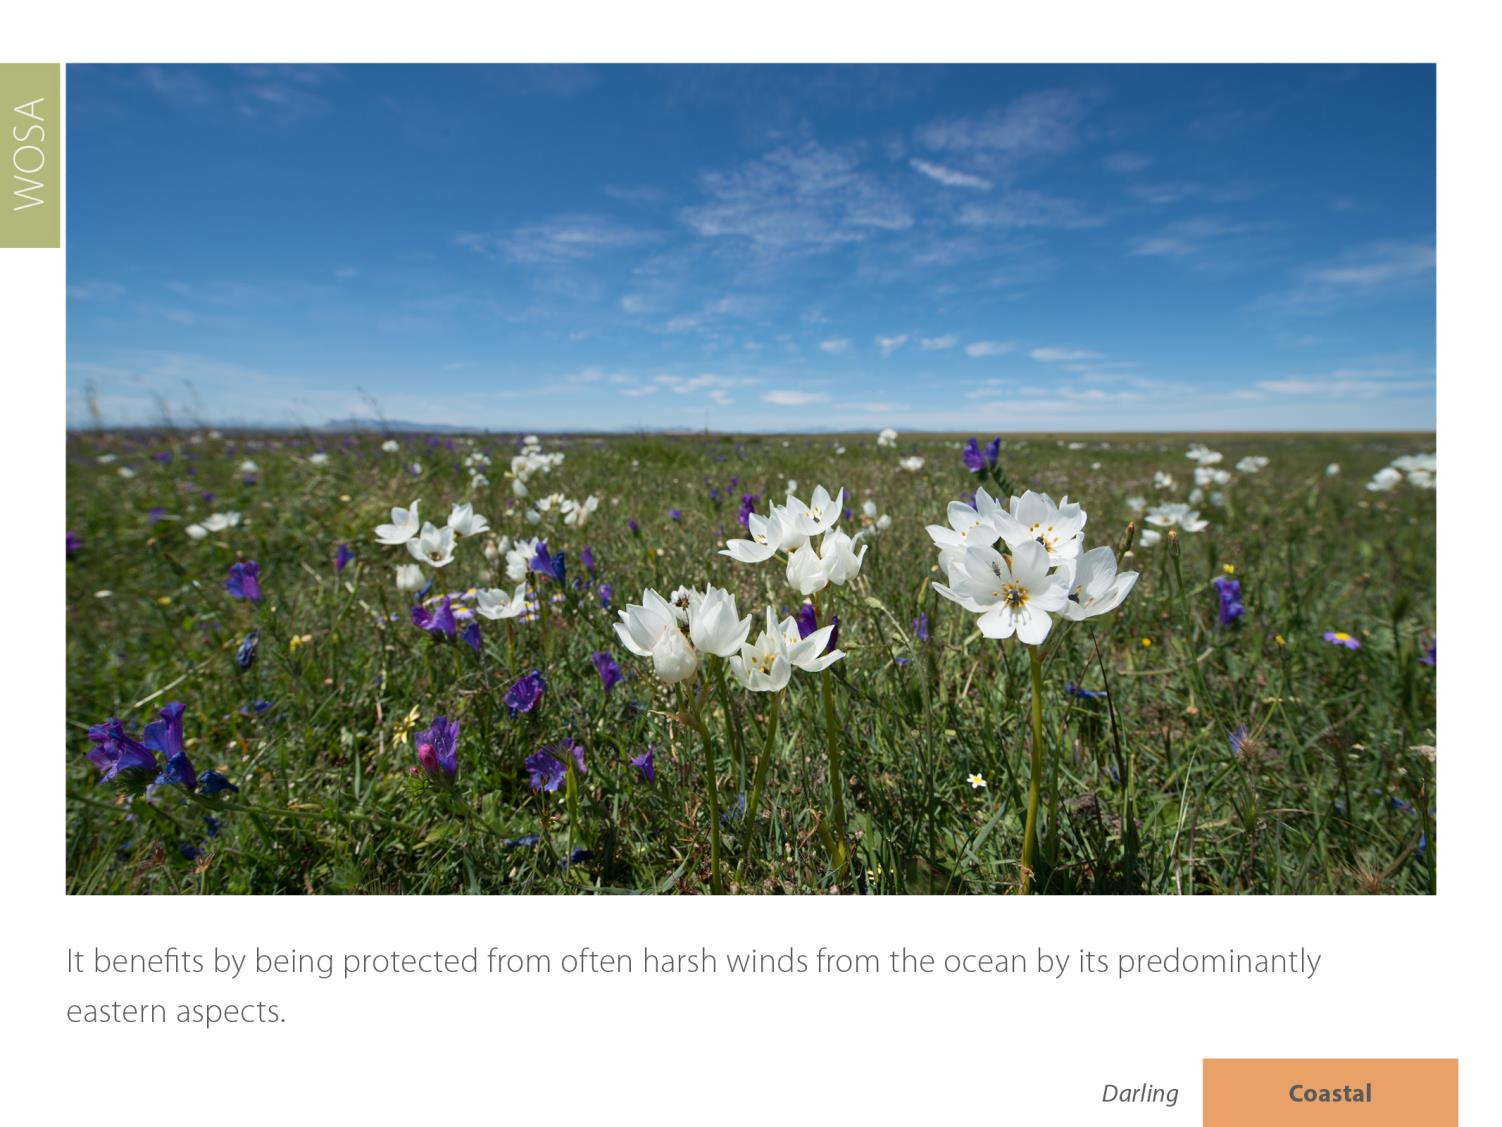 WOSA
It benefits by being protected from often harsh winds from the ocean by its predominantly
eastern aspects.
Darling
Coastal